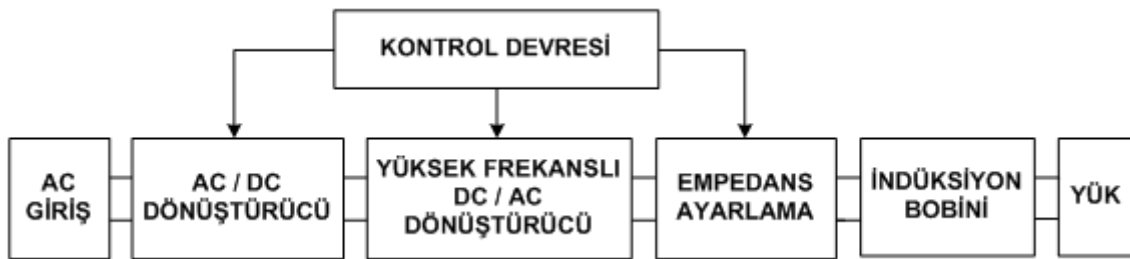 KONTROL DEVRESİ
AC
GİRİŞ
AC / DC
DÖNÜŞTÜRÜCÜ
YÜKSEK FREKANSLI
DC / AC
DÖNÜŞTÜRÜCÜ
EMPEDANS
AYARLAMA
İNDÜKSİYON
BOBİNİ
YÜK